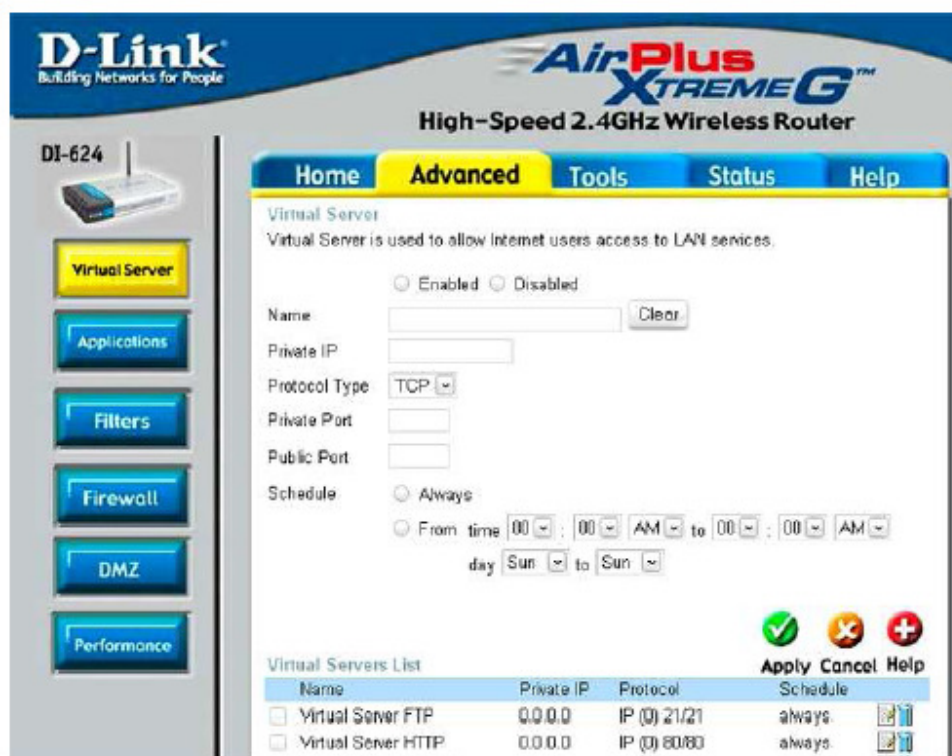 D-Link
Building Networks for People
AirPlus
XTREME G™
High-Speed 2.4GHz Wireless Router
DI-624
Home Advanced Tools Status Help
Virtual Server
Virtual Server is used to allow Internet users access to LAN services.
Enabled Disabled
Name Clear
Private IP
Protocol Type TCP
Private Port
Public Port
Schedule Always
From time 00 : 00 AM to 00 : 00 AM
day Sun to Sun
Virtual Server
Applications
Filters
Firewall
DMZ
Performance
Apply Cancel Help
Virtual Servers List
Name Private IP Protocol Schedule
Virtual Server FTP 0.0.0.0 IP (0) 21/21 always
Virtual Server HTTP 0.0.0.0 IP (0) 80/80 always